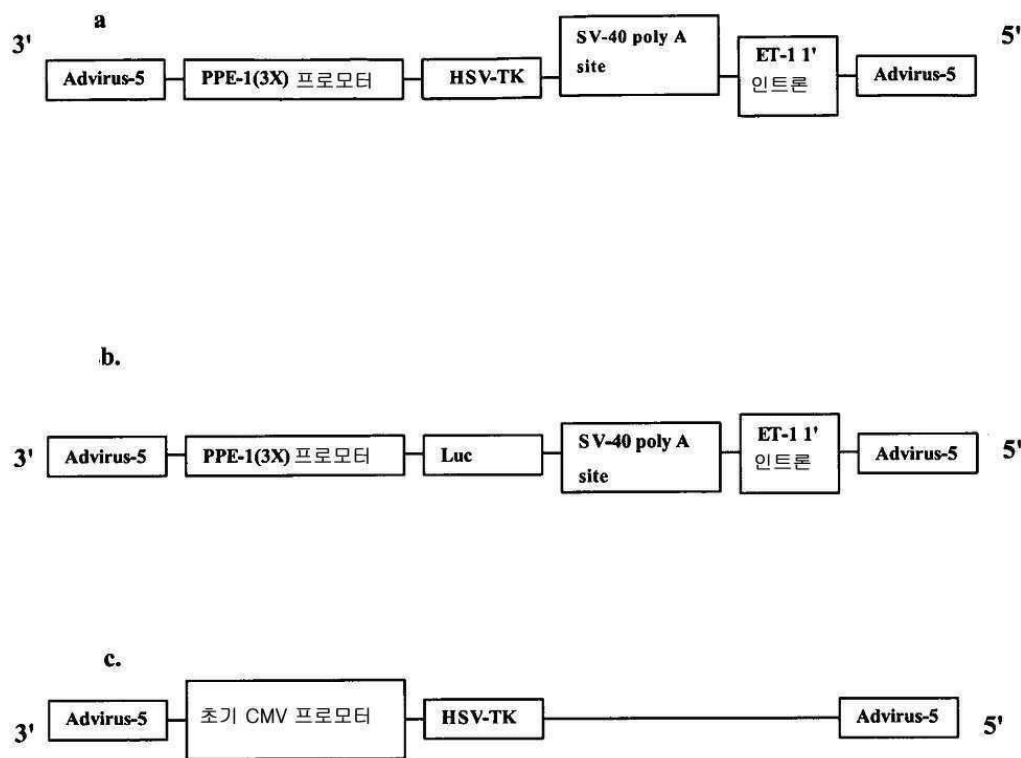 a
3'
5'
Advirus-5
PPE-1(3X) 프로모터
HSV-TK
SV-40 poly A
site
ET-1 1'
인트론
Advirus-5
b.
3'
Advirus-5
PPE-1(3X) 프로모터
Luc
SV-40 poly A
site
ET-1 1'
인트론
Advirus-5
5'
c.
3'
Advirus-5
초기 CMV 프로모터
HSV-TK
Advirus-5
5'